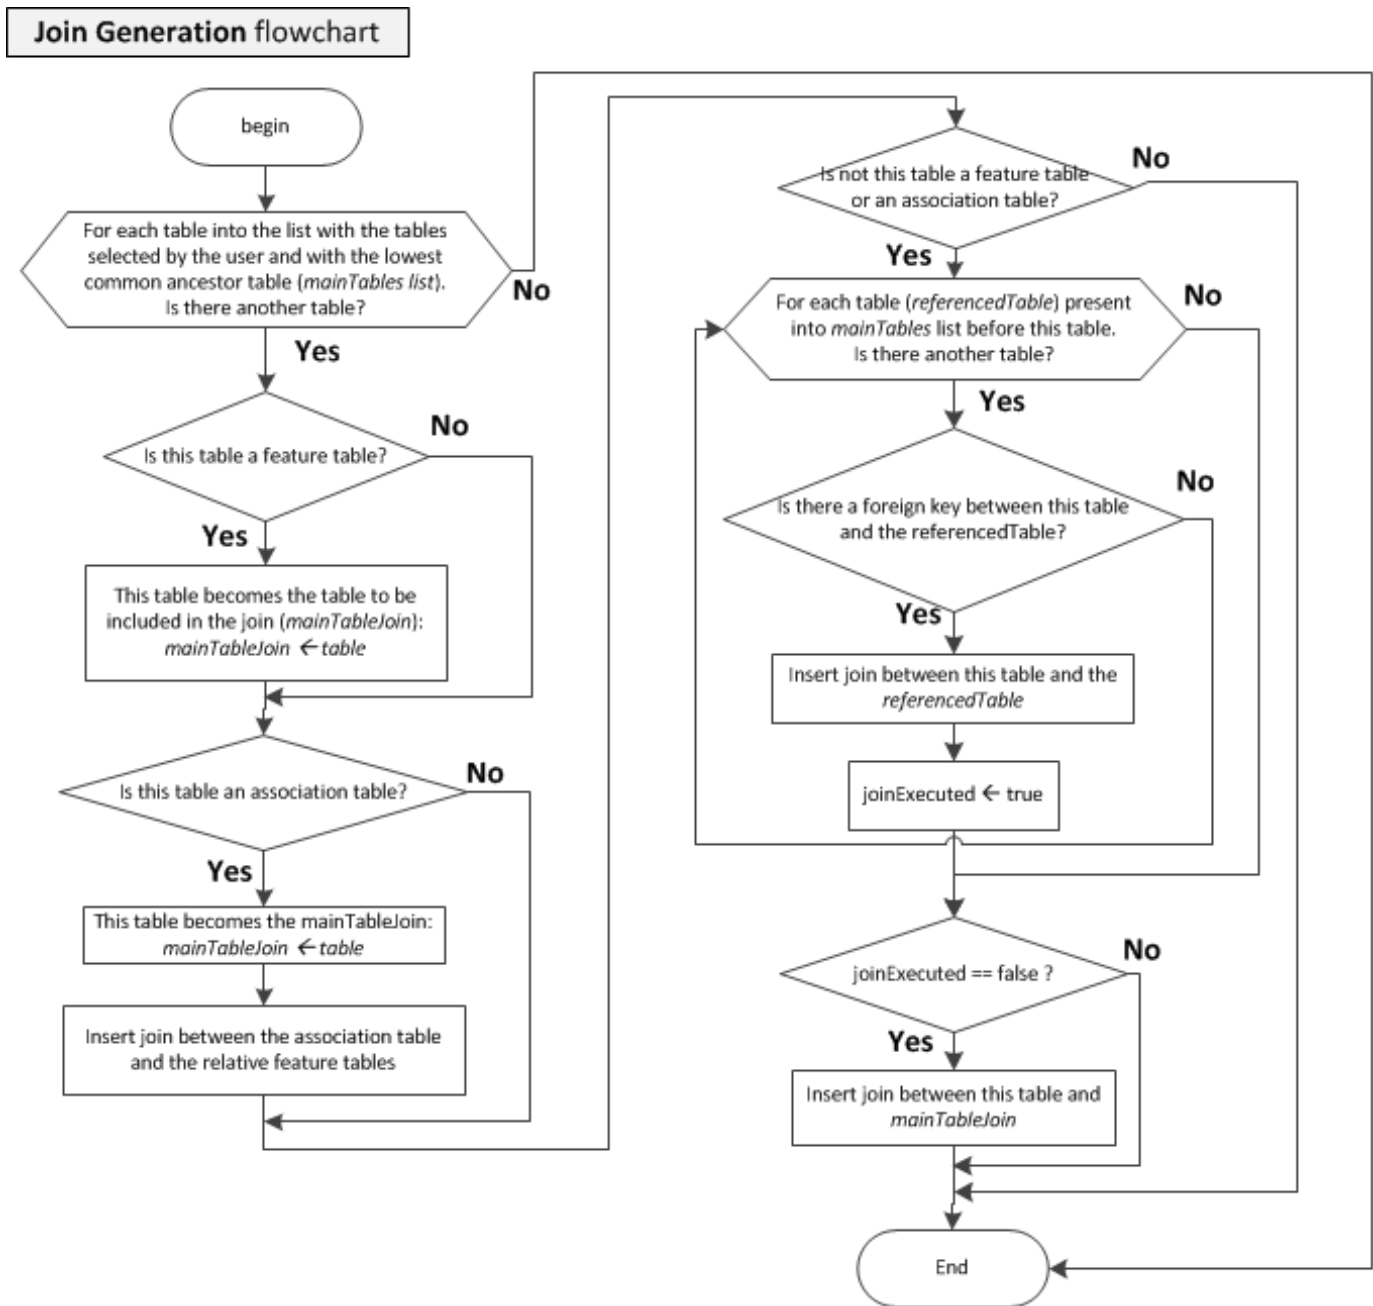 Join Generation flowchart
begin
For each table into the list with the tables
selected by the user and with the lowest
common ancestor table (mainTables list).
Is there another table?
No
Yes
Is this table a feature table?
No
Yes
This table becomes the table to be
included in the join (mainTableJoin):
mainTableJoin ← table
Is this table an association table?
No
Yes
This table becomes the mainTableJoin:
mainTableJoin ← table
Insert join between the association table
and the relative feature tables
Is not this table a feature table
or an association table?
No
Yes
For each table (referencedTable) present
into mainTables list before this table.
Is there another table?
No
Yes
Is there a foreign key between this table
and the referencedTable?
No
Yes
Insert join between this table and the
referencedTable
joinExecuted ← true
joinExecuted == false ?
No
Yes
Insert join between this table and
mainTableJoin
End